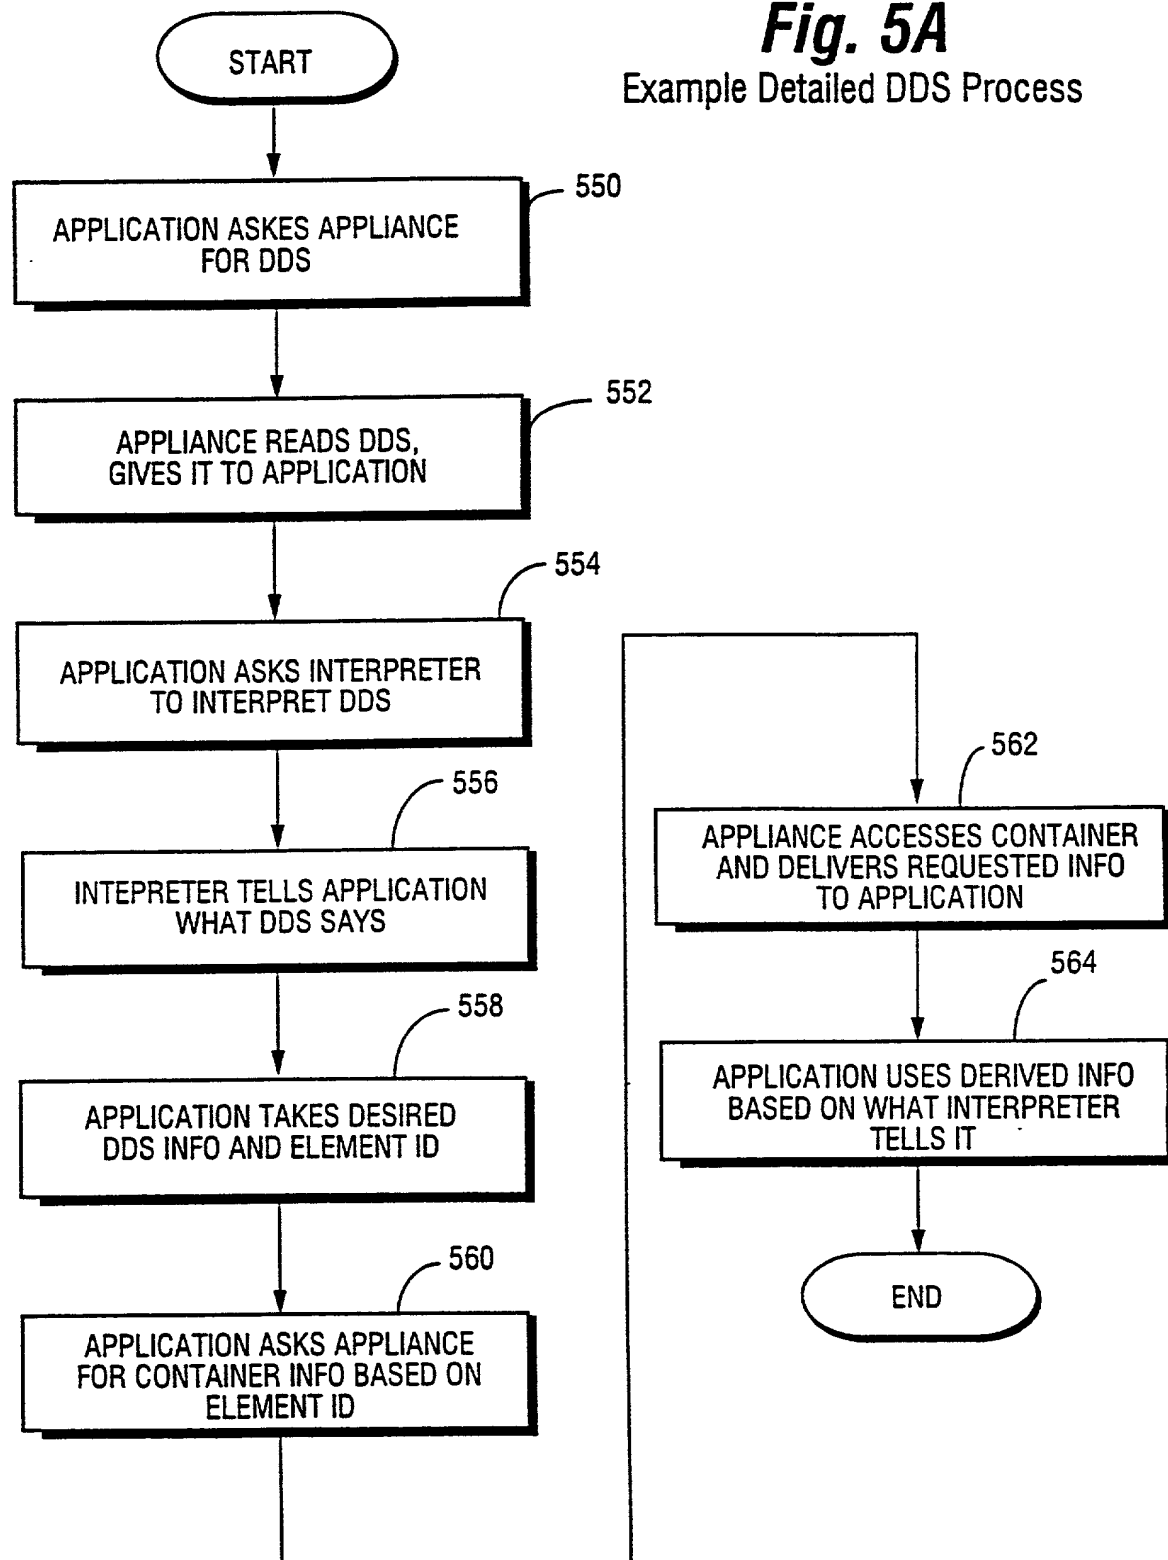 Fig. 5A
Example Detailed DDS Process
START
550
APPLICATION ASKES APPLIANCE
FOR DDS
552
APPLIANCE READS DDS,
GIVES IT TO APPLICATION
554
APPLICATION ASKS INTERPRETER
TO INTERPRET DDS
556
INTEPRETER TELLS APPLICATION
WHAT DDS SAYS
558
APPLICATION TAKES DESIRED
DDS INFO AND ELEMENT ID
560
APPLICATION ASKS APPLIANCE
FOR CONTAINER INFO BASED ON
ELEMENT ID
562
APPLIANCE ACCESSES CONTAINER
AND DELIVERS REQUESTED INFO
TO APPLICATION
564
APPLICATION USES DERIVED INFO
BASED ON WHAT INTERPRETER
TELLS IT
END